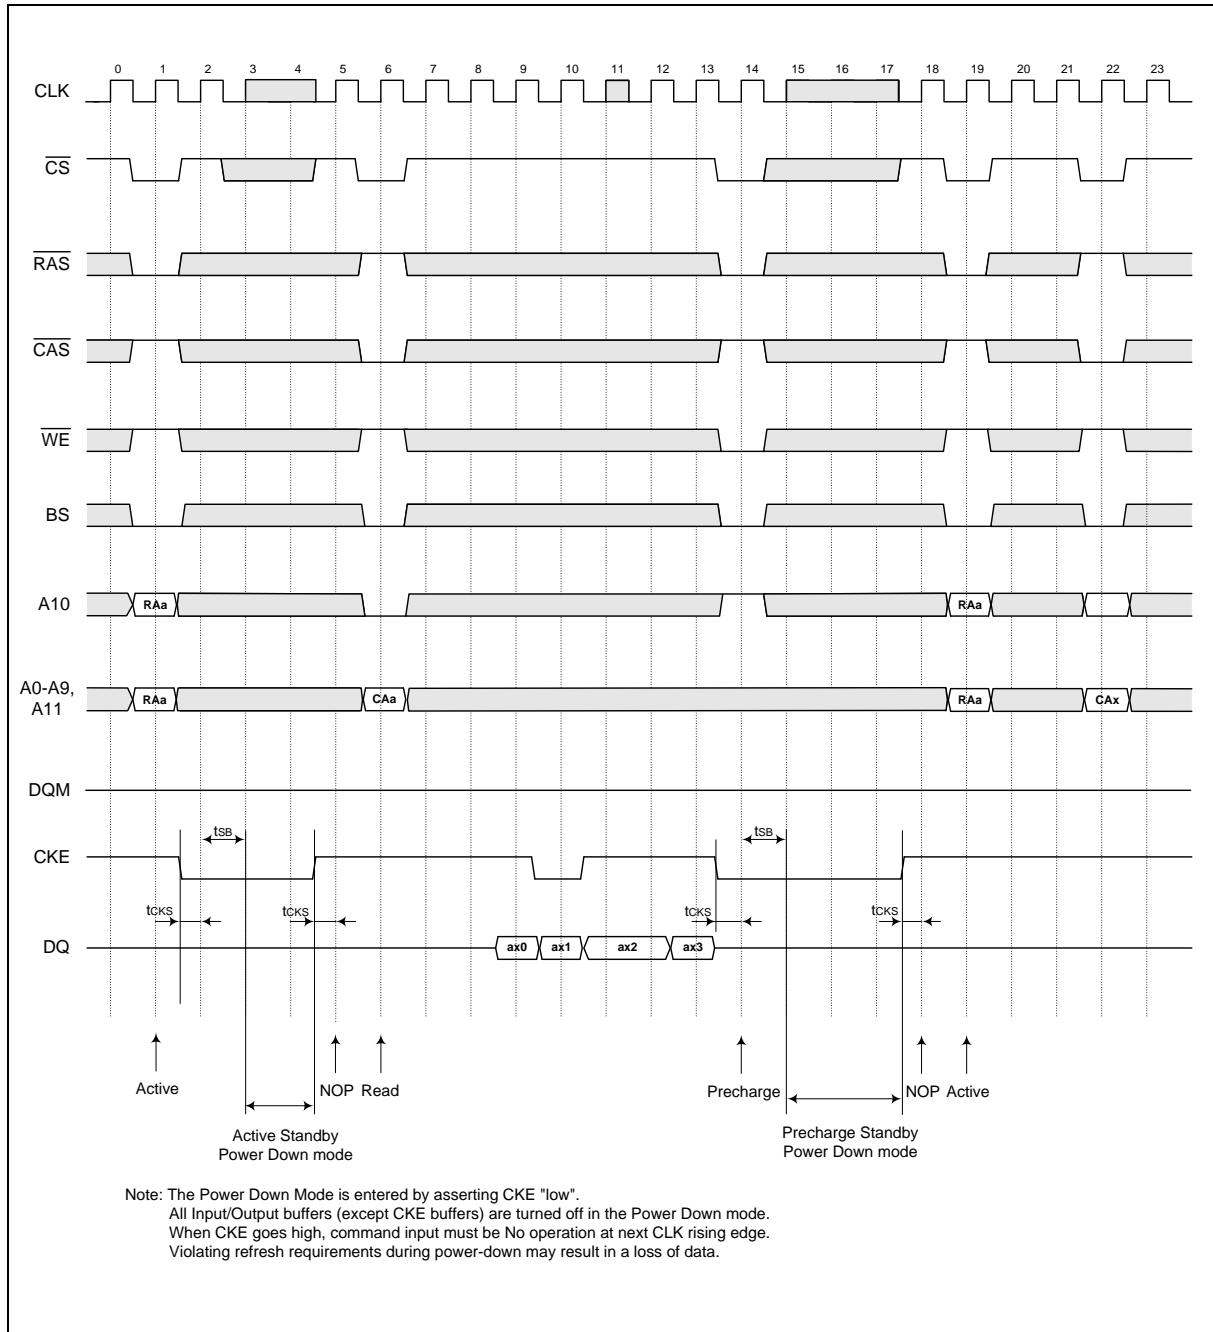 0 1 2 3 4 5 6 7 8 9 10 11 12 13 14 15 16 17 18 19 20 21 22 23
CLK
CS
RAS
CAS
WE
BS
A10 RAa RAa
A0-A9,
A11 RAa CAa RAa CAx
DQM
tSB tSB
CKE
tCKS tCKS tCKS tCKS
DQ ax0 ax1 ax2 ax3
Active NOP Read Precharge NOP Active
Active Standby
Power Down mode
Precharge Standby
Power Down mode
Note: The Power Down Mode is entered by asserting CKE "low".
All Input/Output buffers (except CKE buffers) are turned off in the Power Down mode.
When CKE goes high, command input must be No operation at next CLK rising edge.
Violating refresh requirements during power-down may result in a loss of data.